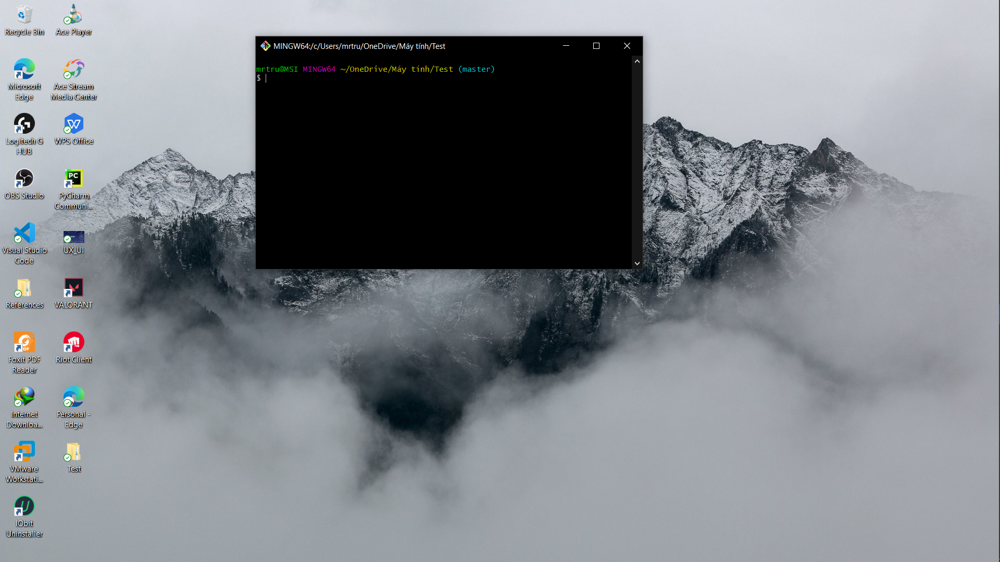 Recycle Bin
Ace Player
Microsoft
Edge
Ace Stream
Media Center
Logitech G
HUB
WPS Office
OBS Studio
PC
PyCharm
Communi...
Visual Studio
Code
UX_UI
References
VALORANT
Foxit PDF
Reader
Riot Client
Internet
Downloa...
Personal -
Edge
VMware
Workstati...
Test
IObit
Uninstaller
MINGW64:/c/Users/mrtru/OneDrive/Máy tính/Test
mrtru@MSI MINGW64 ~/OneDrive/Máy tính/Test (master)
$